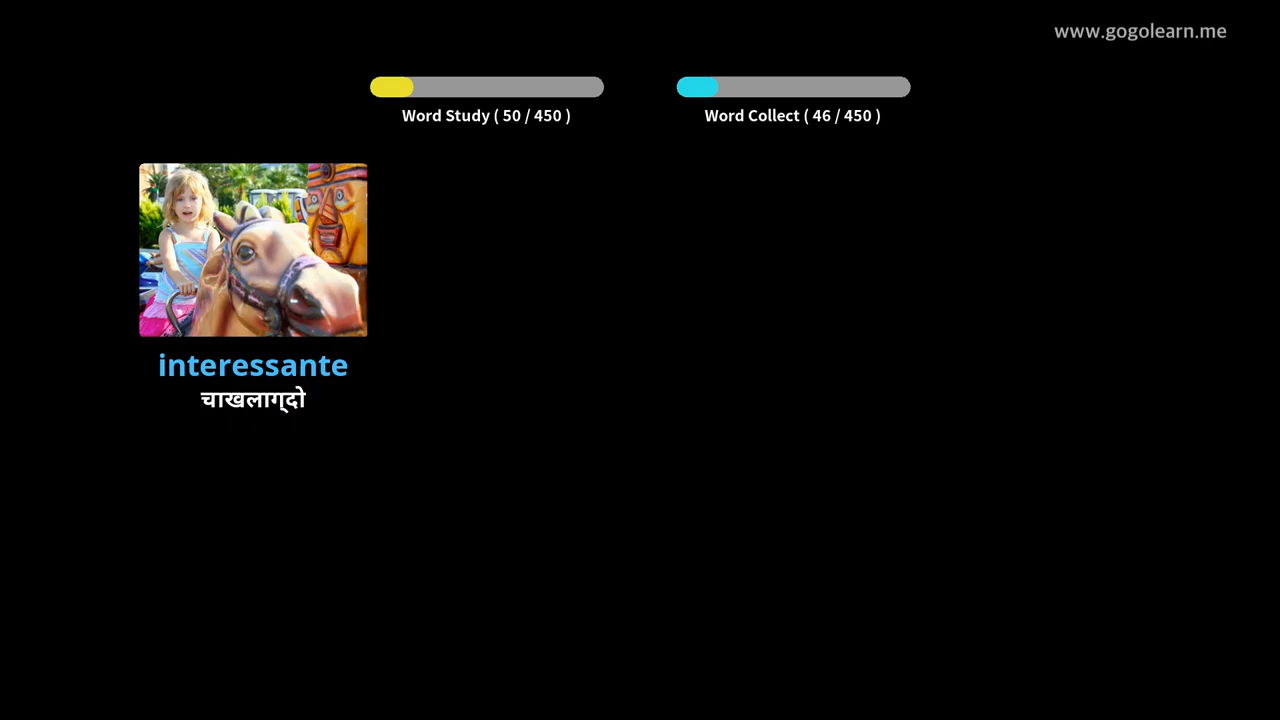 www.gogolearn.me
Word Study ( 50 / 450 )
Word Collect ( 46 / 450 )
interessante
चाखलाग्दो